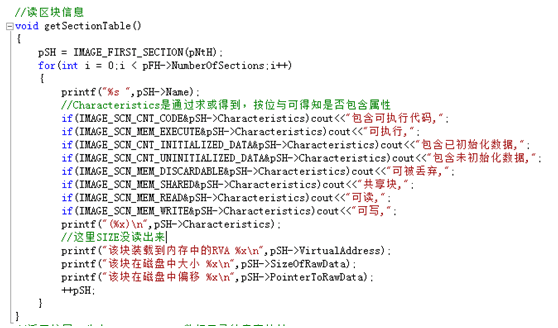 //读区块信息
void getSectionTable()
{
pSH = IMAGE_FIRST_SECTION(pNtH);
for(int i = 0;i < pFH->NumberOfSections;i++)
{
printf("%s ",pSH->Name);
//Characteristics是通过求或得到，按位与可得知是否包含属性
if(IMAGE_SCN_CNT_CODE&pSH->Characteristics)cout<<"包含可执行代码,";
if(IMAGE_SCN_MEM_EXECUTE&pSH->Characteristics)cout<<"可执行,";
if(IMAGE_SCN_CNT_INITIALIZED_DATA&pSH->Characteristics)cout<<"包含已初始化数据,";
if(IMAGE_SCN_CNT_UNINITIALIZED_DATA&pSH->Characteristics)cout<<"包含未初始化数据,";
if(IMAGE_SCN_MEM_DISCARDABLE&pSH->Characteristics)cout<<"可被丢弃,";
if(IMAGE_SCN_MEM_SHARED&pSH->Characteristics)cout<<"共享块,";
if(IMAGE_SCN_MEM_READ&pSH->Characteristics)cout<<"可读,";
if(IMAGE_SCN_MEM_WRITE&pSH->Characteristics)cout<<"可写,";
printf("(%x)\n",pSH->Characteristics);
//这里SIZE没读出来
printf("该块装载到内存中的RVA %x\n",pSH->VirtualAddress);
printf("该块在磁盘中大小 %x\n",pSH->SizeOfRawData);
printf("该块在磁盘中偏移 %x\n",pSH->PointerToRawData);
++pSH;
}
}